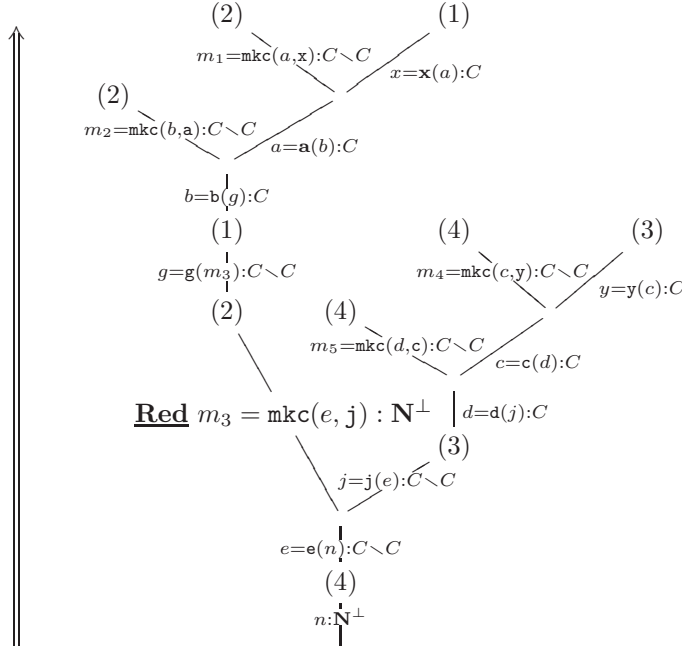 (2) (1)
m₁=mkc(a,x):C∖C
x=x(a):C
(2)
m₂=mkc(b,a):C∖C
a=a(b):C
b=b(g):C
(1) (4) (3)
g=g(m₃):C∖C m₄=mkc(c,y):C∖C
y=y(c):C
(2) (4)
m₅=mkc(d,c):C∖C
c=c(d):C
Red m₃ = mkc(e, j) : N⊥ d=d(j):C
(3)
j=j(e):C∖C
e=e(n):C∖C
(4)
n:N⊥